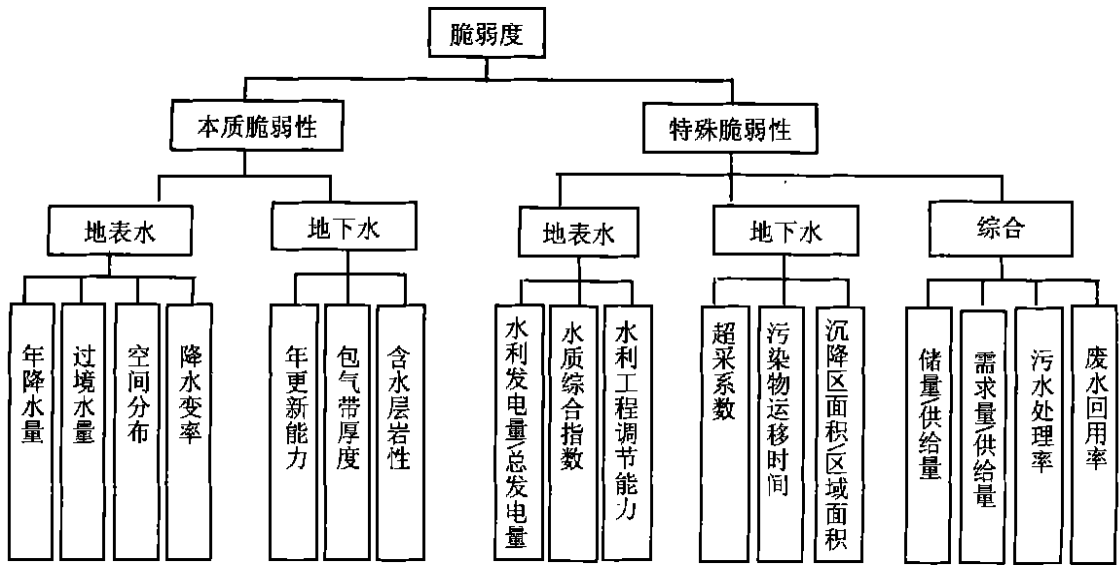 脆弱度
本质脆弱性
特殊脆弱性
地表水
地下水
地表水
地下水
综合
年降水量
过境水量
空间分布
降水变率
年更新能力
包气带厚度
含水层岩性
水利发电量\总发电量
水质综合指数
水利工程调节能力
超采系数
污染物运移时间
沉降区面积\区域面积
储量\供给量
需求量\供给量
污水处理率
废水回用率